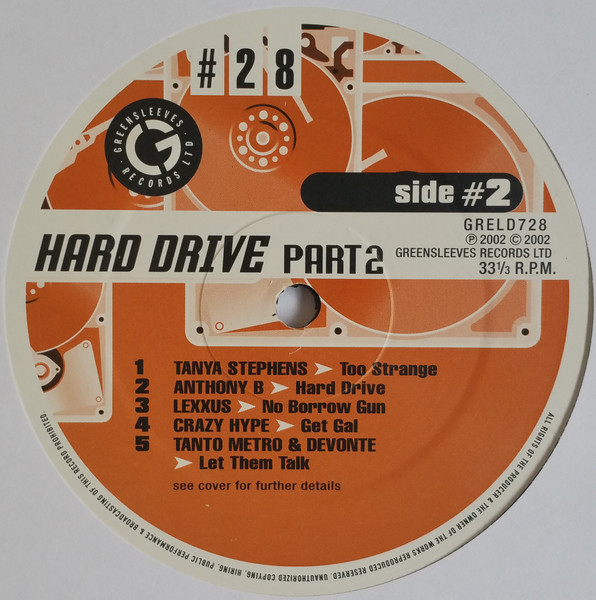 #28
GREENSLEEVES
RECORDS LTD
side #2
GRELD728
℗ 2002 © 2002
GREENSLEEVES RECORDS LTD
33⅓ R.P.M.
HARD DRIVE PART 2
1 TANYA STEPHENS ➤ Too Strange
2 ANTHONY B ➤ Hard Drive
3 LEXXUS ➤ No Borrow Gun
4 CRAZY HYPE ➤ Get Gal
5 TANTO METRO & DEVONTE
➤ Let Them Talk
see cover for further details
ALL RIGHTS OF THE PRODUCER & THE OWNER OF THE WORKS REPRODUCED RESERVED. UNAUTHORIZED COPYING, HIRING, PUBLIC PERFORMANCE & BROADCASTING OF THIS RECORD PROHIBITED.